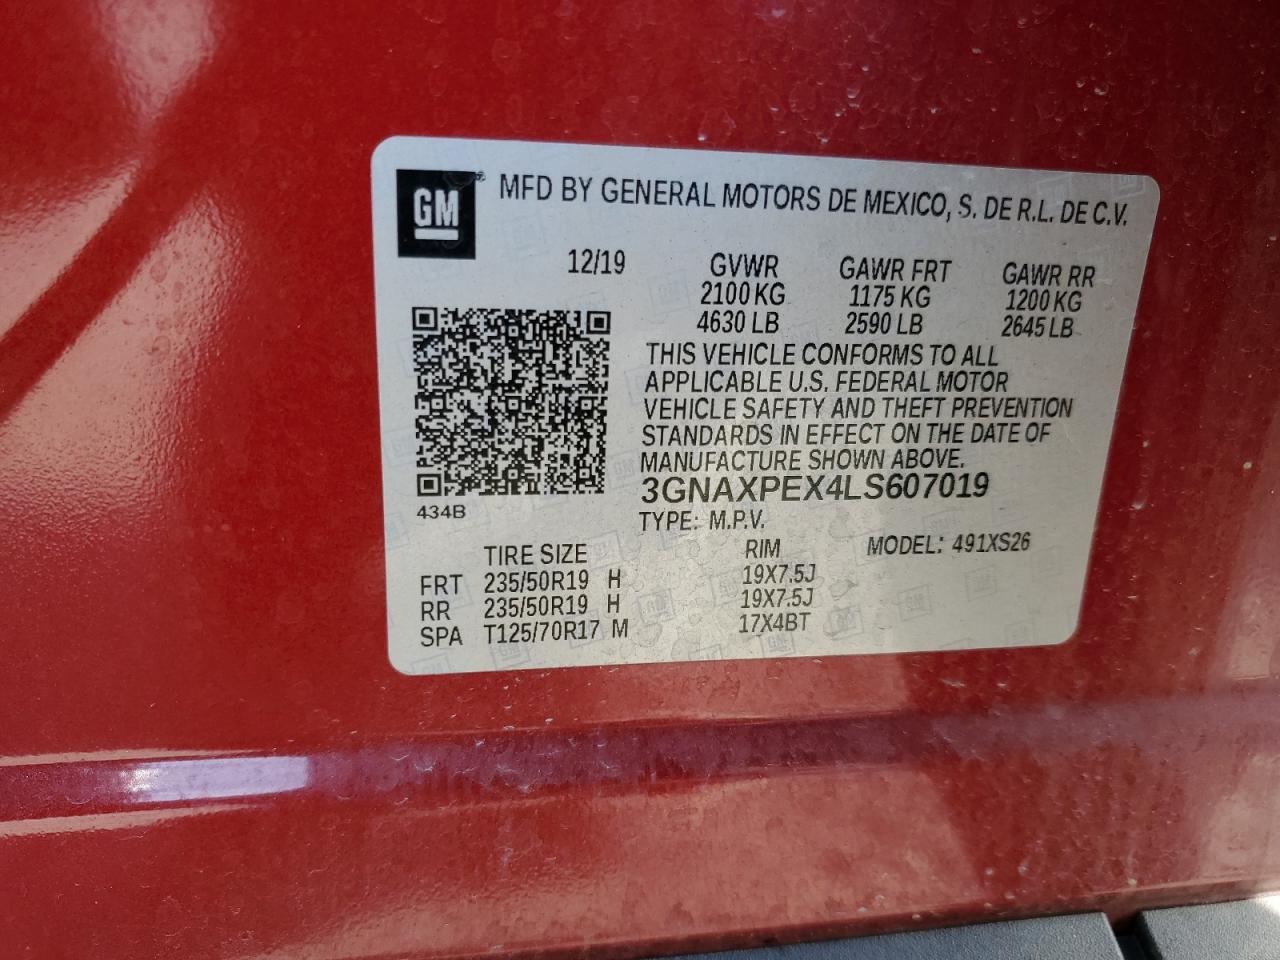 GM
MFD BY GENERAL MOTORS DE MEXICO, S. DE R.L. DE C.V.
12/19 GVWR GAWR FRT GAWR RR
2100 KG 1175 KG 1200 KG
4630 LB 2590 LB 2645 LB
THIS VEHICLE CONFORMS TO ALL
APPLICABLE U.S. FEDERAL MOTOR
VEHICLE SAFETY AND THEFT PREVENTION
STANDARDS IN EFFECT ON THE DATE OF
MANUFACTURE SHOWN ABOVE.
3GNAXPEX4LS607019
434B
TYPE: M.P.V.
TIRE SIZE RIM MODEL: 491XS26
FRT 235/50R19 H 19X7.5J
RR 235/50R19 H 19X7.5J
SPA T125/70R17 M 17X4BT